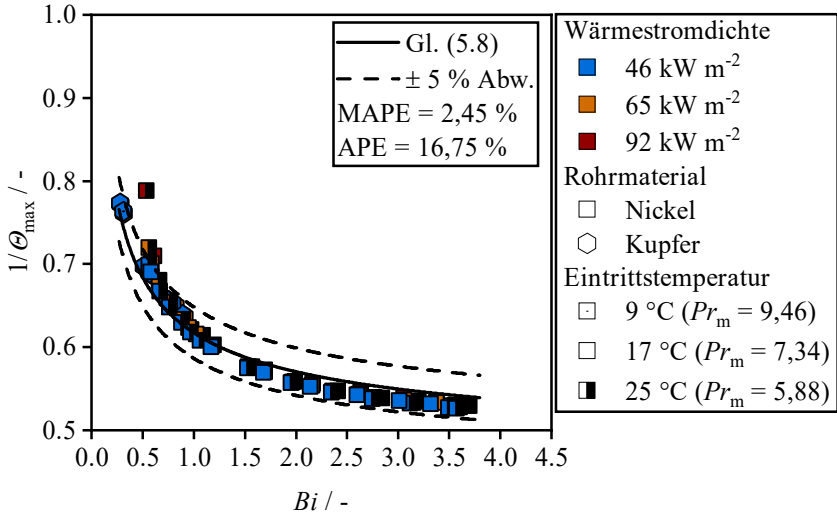 1.0
0.9
0.8
0.7
0.6
0.5
1/Θmax / -
0.0 0.5 1.0 1.5 2.0 2.5 3.0 3.5 4.0 4.5
Bi / -
Gl. (5.8)
± 5 % Abw.
MAPE = 2,45 %
APE = 16,75 %
Wärmestromdichte
46 kW m-2
65 kW m-2
92 kW m-2
Rohrmaterial
Nickel
Kupfer
Eintrittstemperatur
9 °C (Prm = 9,46)
17 °C (Prm = 7,34)
25 °C (Prm = 5,88)